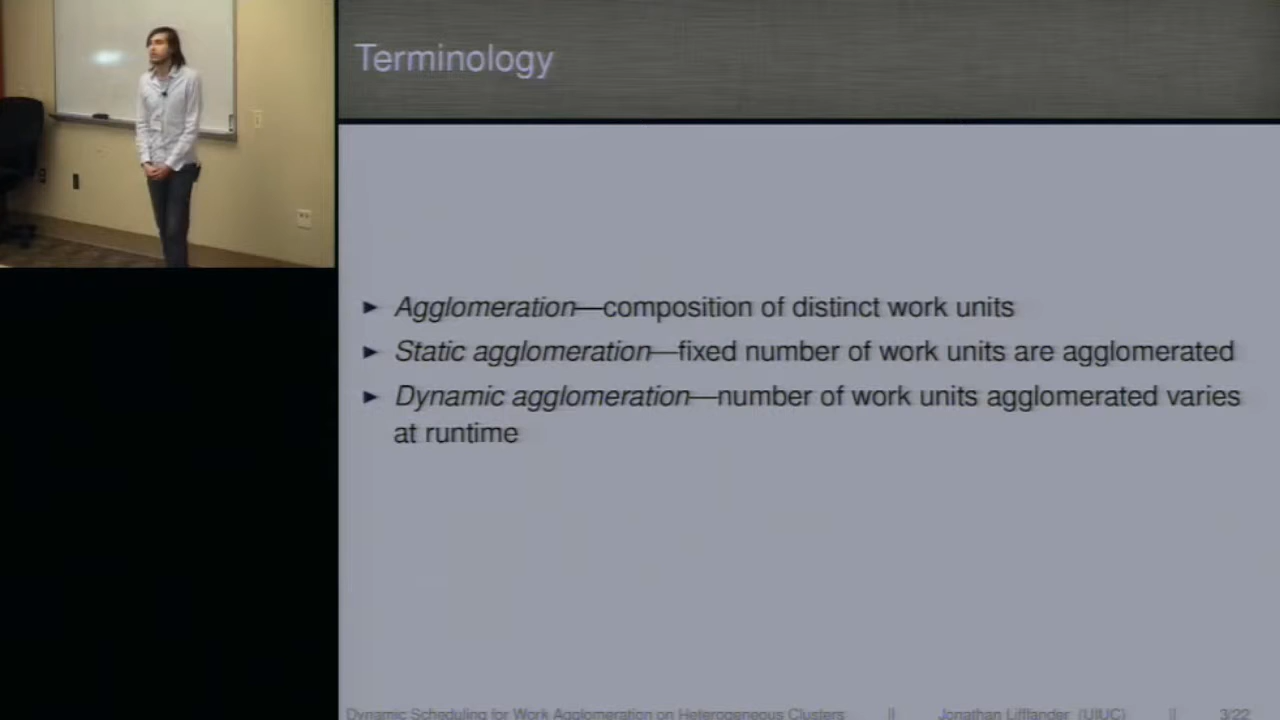 Terminology
► Agglomeration—composition of distinct work units
► Static agglomeration—fixed number of work units are agglomerated
► Dynamic agglomeration—number of work units agglomerated varies
at runtime
Dynamic Scheduling for Work Agglomeration on Heterogeneous Clusters || Jonathan Lifflander (UIUC) | 3/22